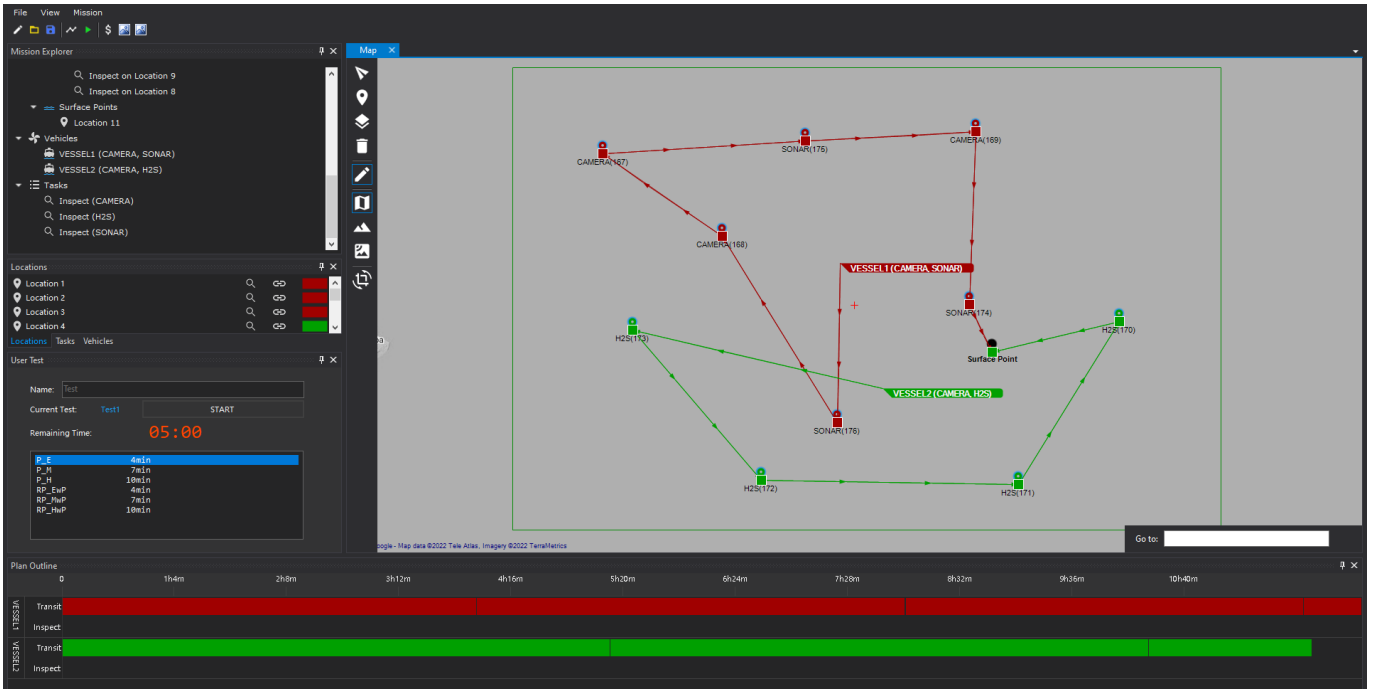 File View Mission
$
Mission Explorer
Inspect on Location 9
Inspect on Location 8
Surface Points
Location 11
Vehicles
VESSEL1 (CAMERA, SONAR)
VESSEL2 (CAMERA, H2S)
Tasks
Inspect (CAMERA)
Inspect (H2S)
Inspect (SONAR)
Locations
Location 1
Location 2
Location 3
Location 4
Locations Tasks Vehicles
User Test
Name: Test
Current Test: Test1 START
Remaining Time: 05:00
P_E 4min
P_M 7min
P_H 10min
RP_EwP 4min
RP_MwP 7min
RP_HwP 10min
Map
CAMERA(169)
SONAR(175)
CAMERA(167)
CAMERA(168)
VESSEL1 (CAMERA, SONAR)
SONAR(174)
H2S(170)
H2S(173)
Surface Point
VESSEL2 (CAMERA, H2S)
SONAR(176)
H2S(172)
H2S(171)
Go to:
oogle - Map data ©2022 Tele Atlas, Imagery ©2022 TerraMetrics
Plan Outline
0 1h4m 2h8m 3h12m 4h16m 5h20m 6h24m 7h28m 8h32m 9h36m 10h40m
VESSEL1
Transit
Inspect
VESSEL2
Transit
Inspect